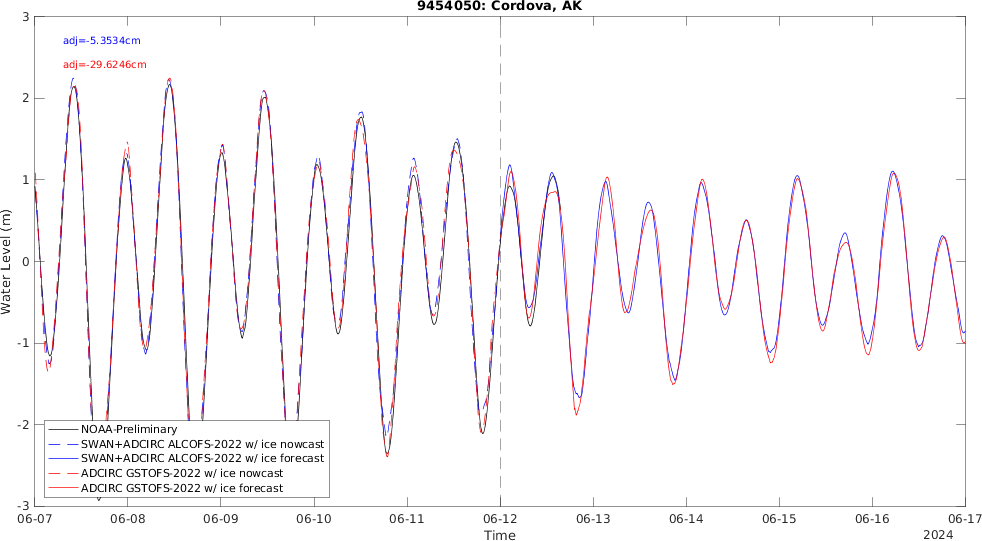 9454050: Cordova, AK
adj=-5.3534cm
adj=-29.6246cm
3
2
1
0
-1
-2
-3
Water Level (m)
NOAA-Preliminary
SWAN+ADCIRC ALCOFS-2022 w/ ice nowcast
SWAN+ADCIRC ALCOFS-2022 w/ ice forecast
ADCIRC GSTOFS-2022 w/ ice nowcast
ADCIRC GSTOFS-2022 w/ ice forecast
06-07 06-08 06-09 06-10 06-11 06-12 06-13 06-14 06-15 06-16 06-17
Time
2024